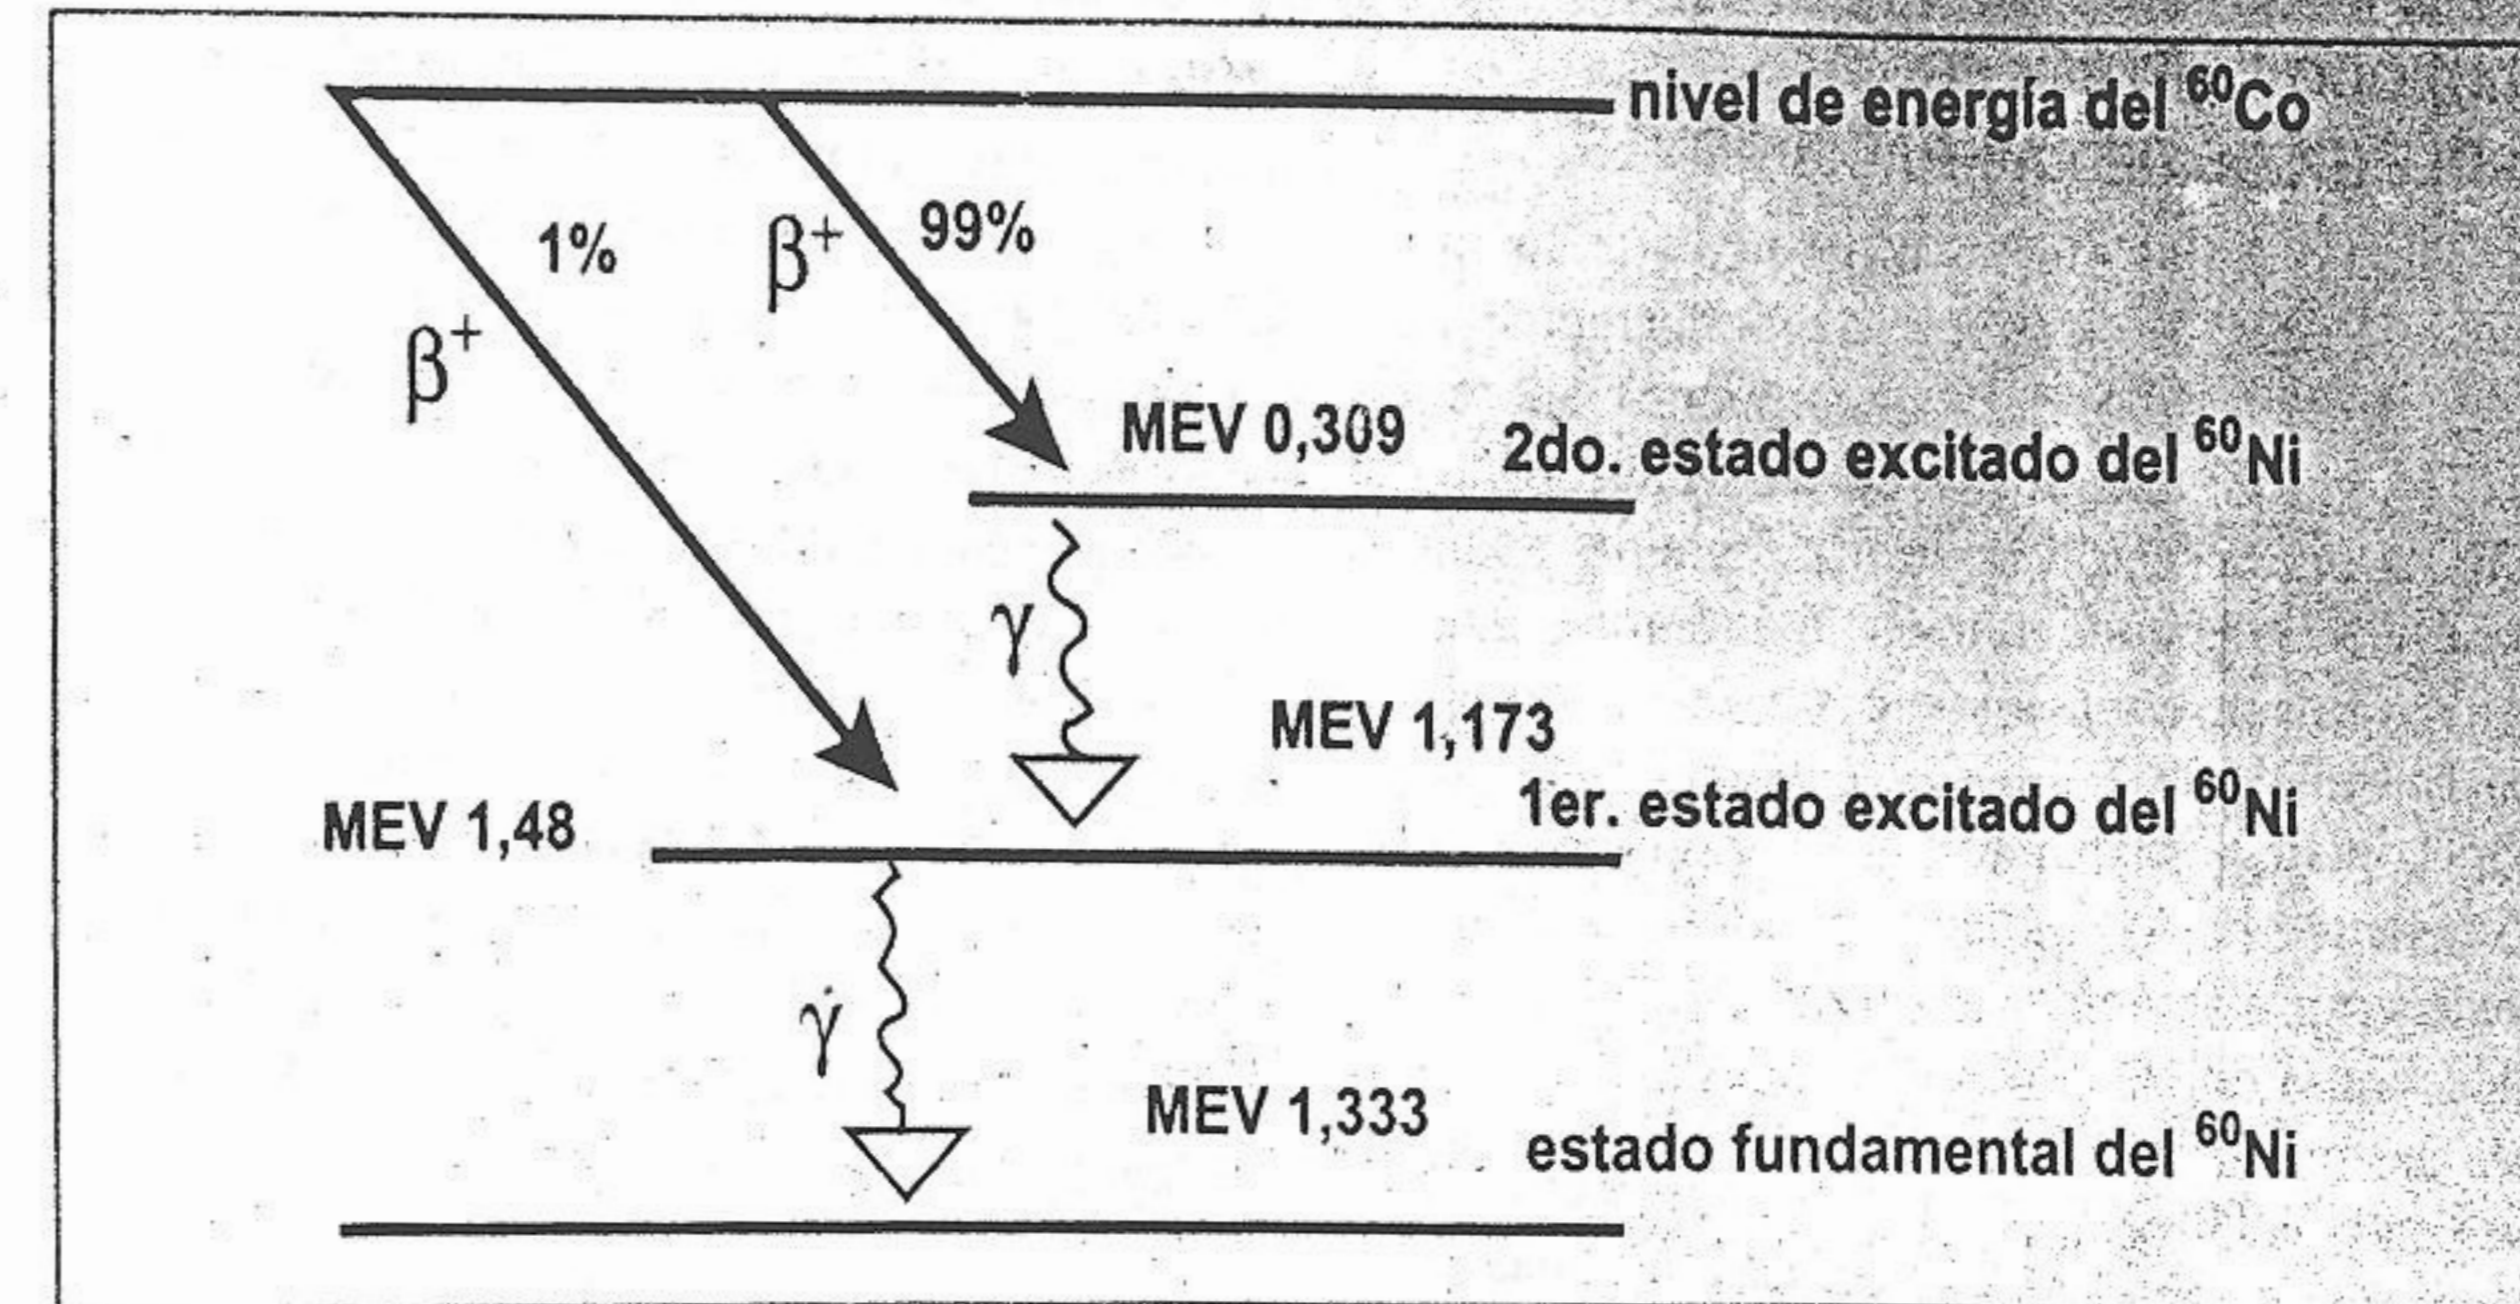 nivel de energía del ⁶⁰Co
1%
β⁺
99%
β⁺
MEV 0,309
2do. estado excitado del ⁶⁰Ni
γ
MEV 1,173
1er. estado excitado del ⁶⁰Ni
MEV 1,48
γ
MEV 1,333
estado fundamental del ⁶⁰Ni